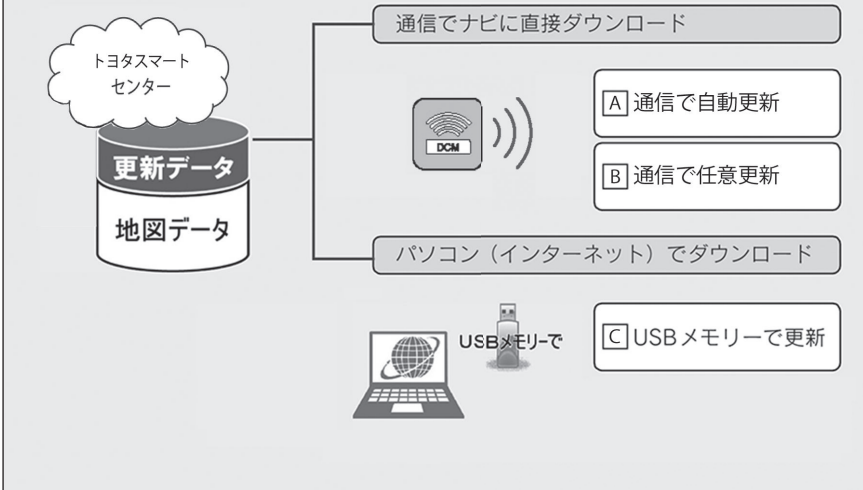 トヨタスマート
センター
更新データ
地図データ
通信でナビに直接ダウンロード
DCM
A 通信で自動更新
B 通信で任意更新
パソコン（インターネット）でダウンロード
USBメモリーで
C USBメモリーで更新